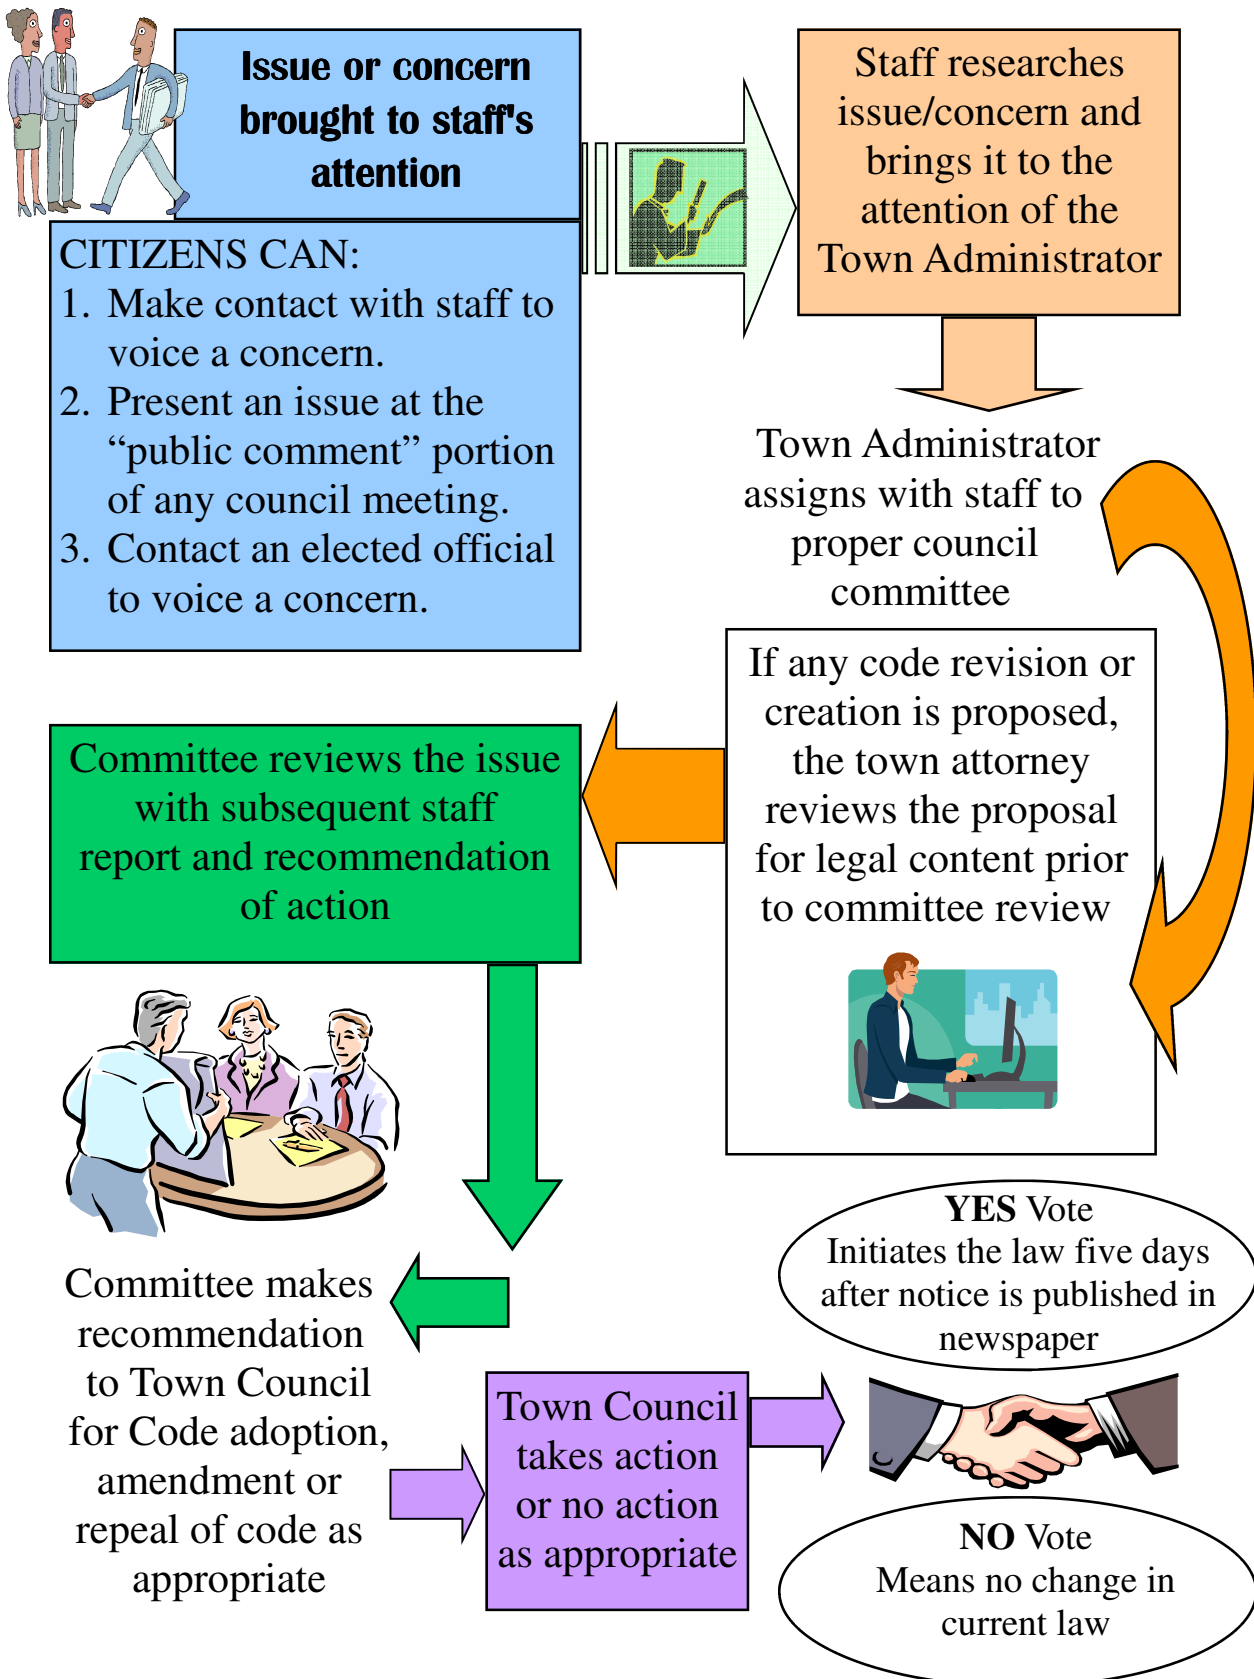 Issue or concern
brought to staff's
attention
CITIZENS CAN:
1. Make contact with staff to
voice a concern.
2. Present an issue at the
“public comment” portion
of any council meeting.
3. Contact an elected official
to voice a concern.
Staff researches
issue/concern and
brings it to the
attention of the
Town Administrator
Town Administrator
assigns with staff to
proper council
committee
If any code revision or
creation is proposed,
the town attorney
reviews the proposal
for legal content prior
to committee review
Committee reviews the issue
with subsequent staff
report and recommendation
of action
Committee makes
recommendation
to Town Council
for Code adoption,
amendment or
repeal of code as
appropriate
Town Council
takes action
or no action
as appropriate
YES Vote
Initiates the law five days
after notice is published in
newspaper
NO Vote
Means no change in
current law